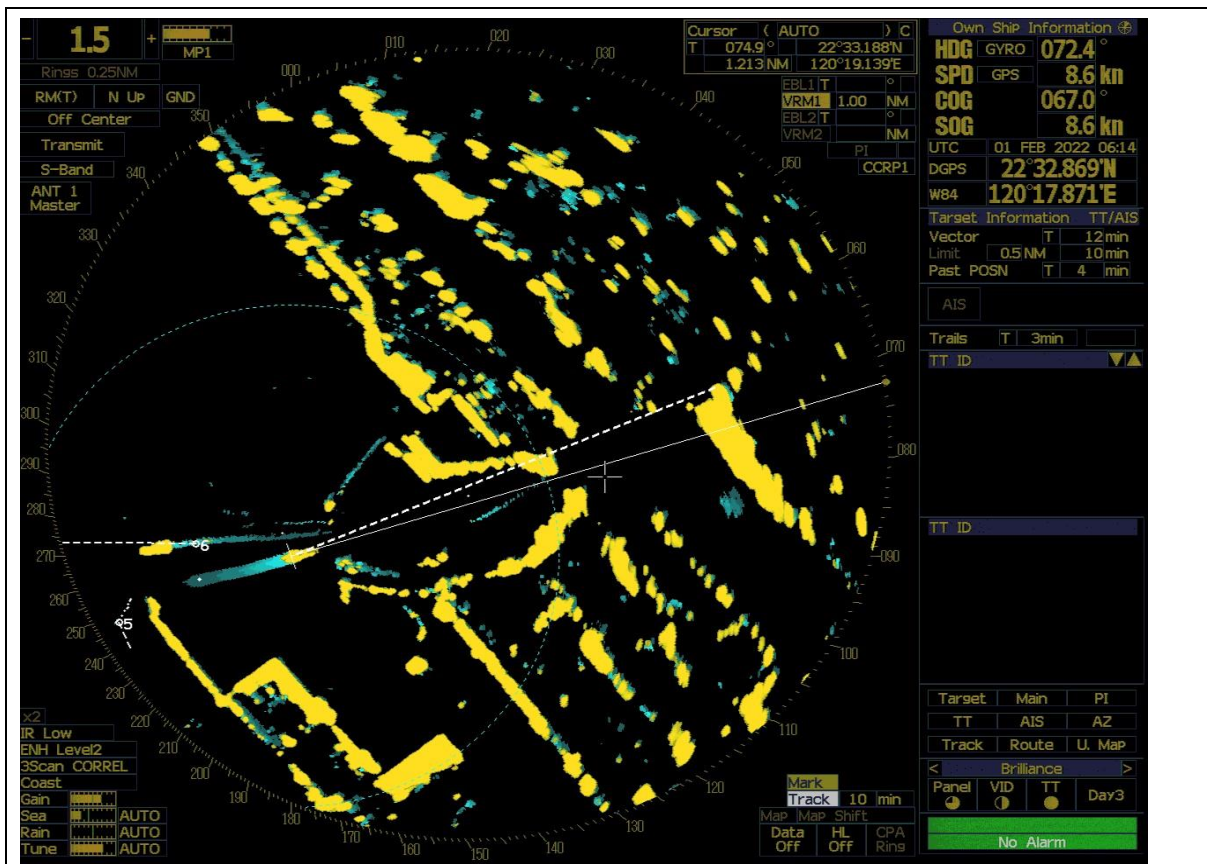 - 1.5 + MP1
Rings 0.25NM
RM(T) N Up GND
Off Center
Transmit
S-Band
ANT 1
Master
Cursor ( AUTO ) C
T 074.9° 22°33.188'N
1.213 NM 120°19.139'E
EBL1 T °
VRM1 1.00 NM
EBL2 T °
VRM2 NM
PI
CCRP1
000
010
020
030
040
050
060
070
080
090
100
110
120
130
140
150
160
170
180
190
200
210
220
230
240
250
260
270
280
290
300
310
320
330
340
350
6
5
x2
IR Low
ENH Level2
3Scan CORREL
Coast
Gain
Sea AUTO
Rain AUTO
Tune AUTO
Mark
Track 10 min
Map Map Shift
Data Off HL Off CPA Ring
Own Ship Information
HDG GYRO 072.4°
SPD GPS 8.6 kn
COG 067.0°
SOG 8.6 kn
UTC 01 FEB 2022 06:14
DGPS 22°32.869'N
W84 120°17.871'E
Target Information TT/AIS
Vector T 12 min
Limit 0.5 NM 10 min
Past POSN T 4 min
AIS
Trails T 3min
TT ID
TT ID
Target Main PI
TT AIS AZ
Track Route U. Map
< Brilliance >
Panel VID TT Day3
No Alarm